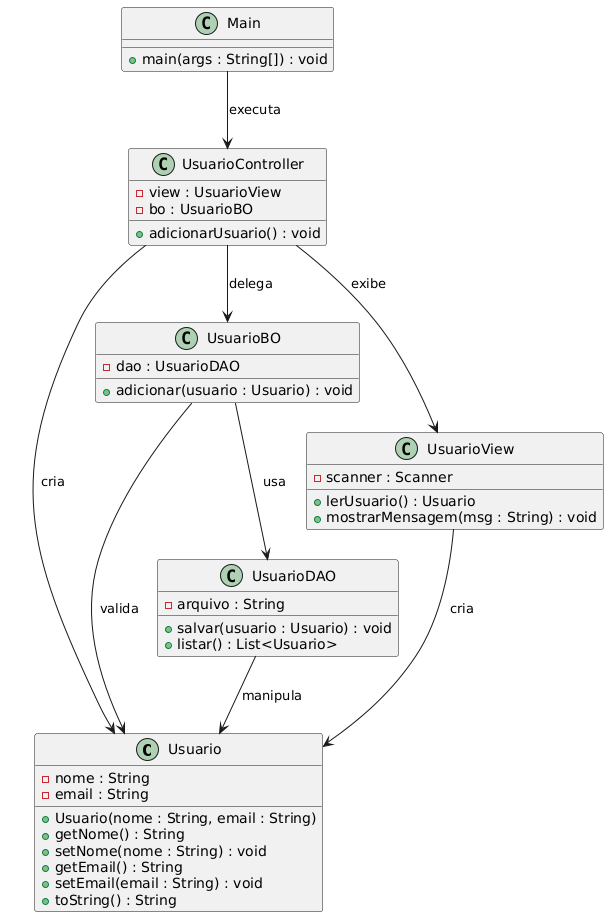 C Main
main(args : String[]) : void
executa
C UsuarioController
view : UsuarioView
bo : UsuarioBO
adicionarUsuario() : void
delega
exibe
C UsuarioBO
dao : UsuarioDAO
adicionar(usuario : Usuario) : void
C UsuarioView
scanner : Scanner
lerUsuario() : Usuario
mostrarMensagem(msg : String) : void
cria
usa
C UsuarioDAO
arquivo : String
salvar(usuario : Usuario) : void
listar() : List<Usuario>
valida
cria
manipula
C Usuario
nome : String
email : String
Usuario(nome : String, email : String)
getNome() : String
setNome(nome : String) : void
getEmail() : String
setEmail(email : String) : void
toString() : String